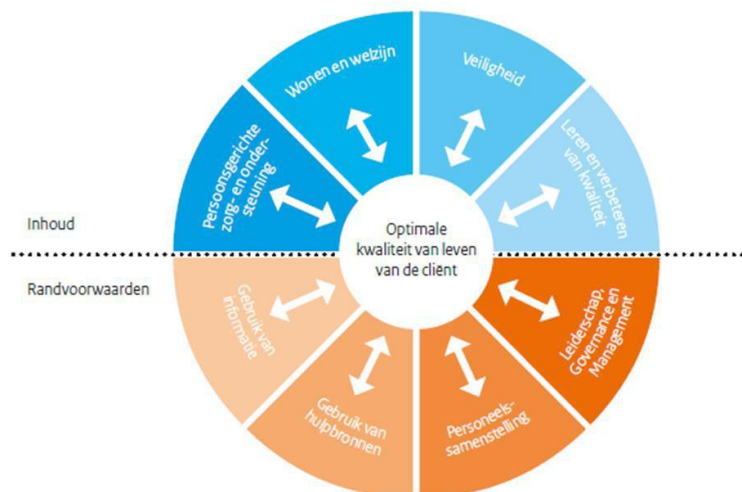 Wonen en welzijn
Veiligheid
Persoonsgerichte
zorg- en onder-
steuning
Leren en verbeteren
van kwaliteit
Inhoud
Optimale
kwaliteit van leven
van de client
Randvoorwaarden
Gebruik van
informatie
Leiderschap,
Governance en
Management
Gebruik van
hulpbronnen
Personeels-
samenstelling